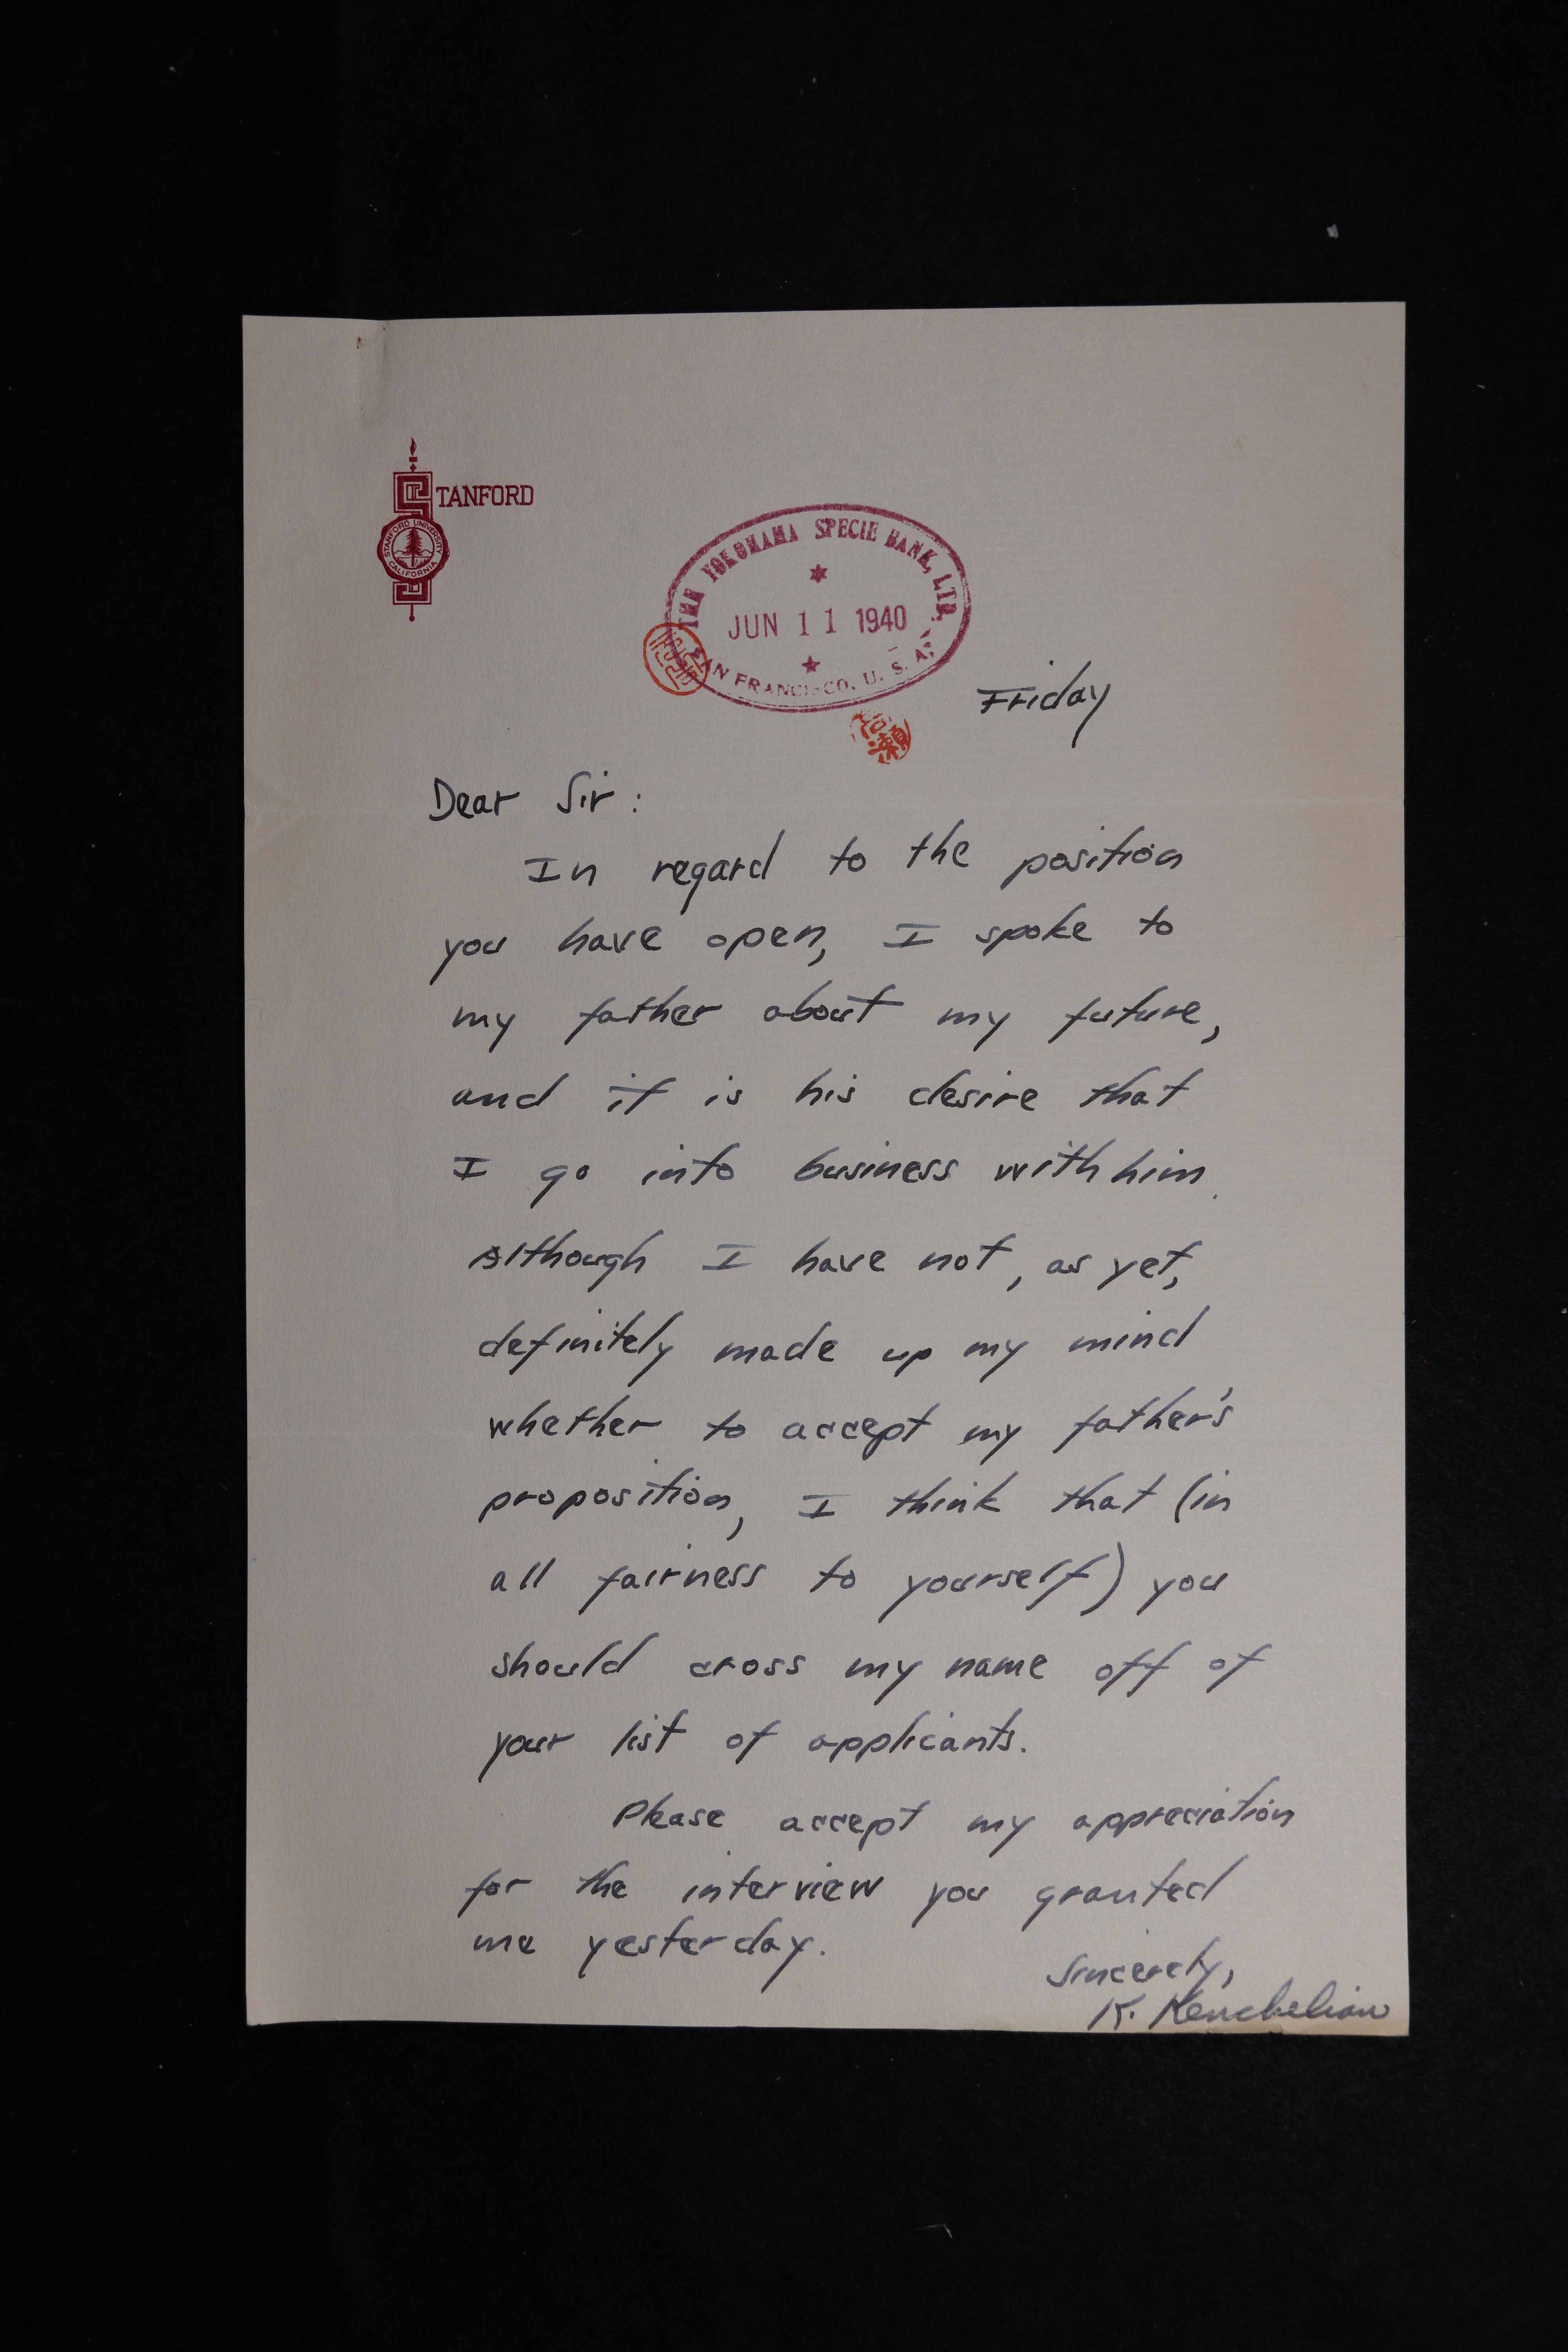 STANFORD
STANFORD UNIVERSITY
CALIFORNIA
THE YOKOHAMA SPECIE BANK, LTD.
JUN 11 1940
SAN FRANCISCO, U. S. A.
Friday
Dear Sir:
In regard to the position
you have open, I spoke to
my father about my future,
and it is his desire that
I go into business with him.
Although I have not, as yet,
definitely made up my mind
whether to accept my father's
proposition, I think that (in
all fairness to yourself) you
should cross my name off of
your list of applicants.
Please accept my appreciation
for the interview you granted
me yesterday.
Sincerely,
K. Kenchelian